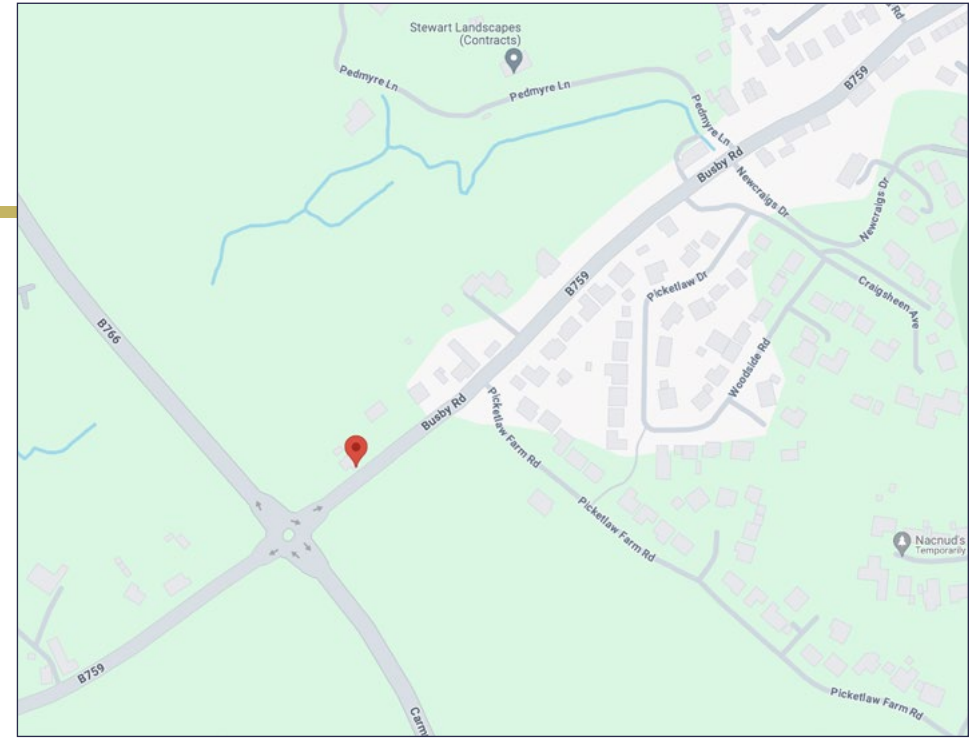 Stewart Landscapes
(Contracts)
Pedmyre Ln
Pedmyre Ln
Pedmyre Ln
B759
Busby Rd
Newcraigs Dr
Newcraigs Dr
B759
Picketlaw Dr
Craigsheen Ave
B766
Woodside Rd
Busby Rd
Picketlaw Farm Rd
Picketlaw Farm Rd
Nacnud's
Temporarily
B759
Picketlaw Farm Rd
Carm
Rd